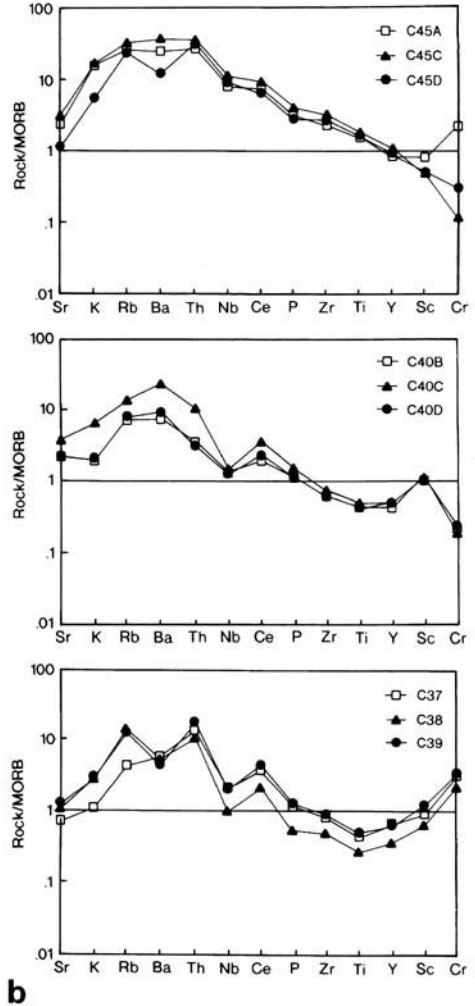 100
C45A
C45C
C45D
10
Rock/MORB
1
.1
.01
Sr K Rb Ba Th Nb Ce P Zr Ti Y Sc Cr
100
C40B
C40C
C40D
10
Rock/MORB
1
.1
.01
Sr K Rb Ba Th Nb Ce P Zr Ti Y Sc Cr
100
C37
C38
C39
10
Rock/MORB
1
.1
.01
Sr K Rb Ba Th Nb Ce P Zr Ti Y Sc Cr
b